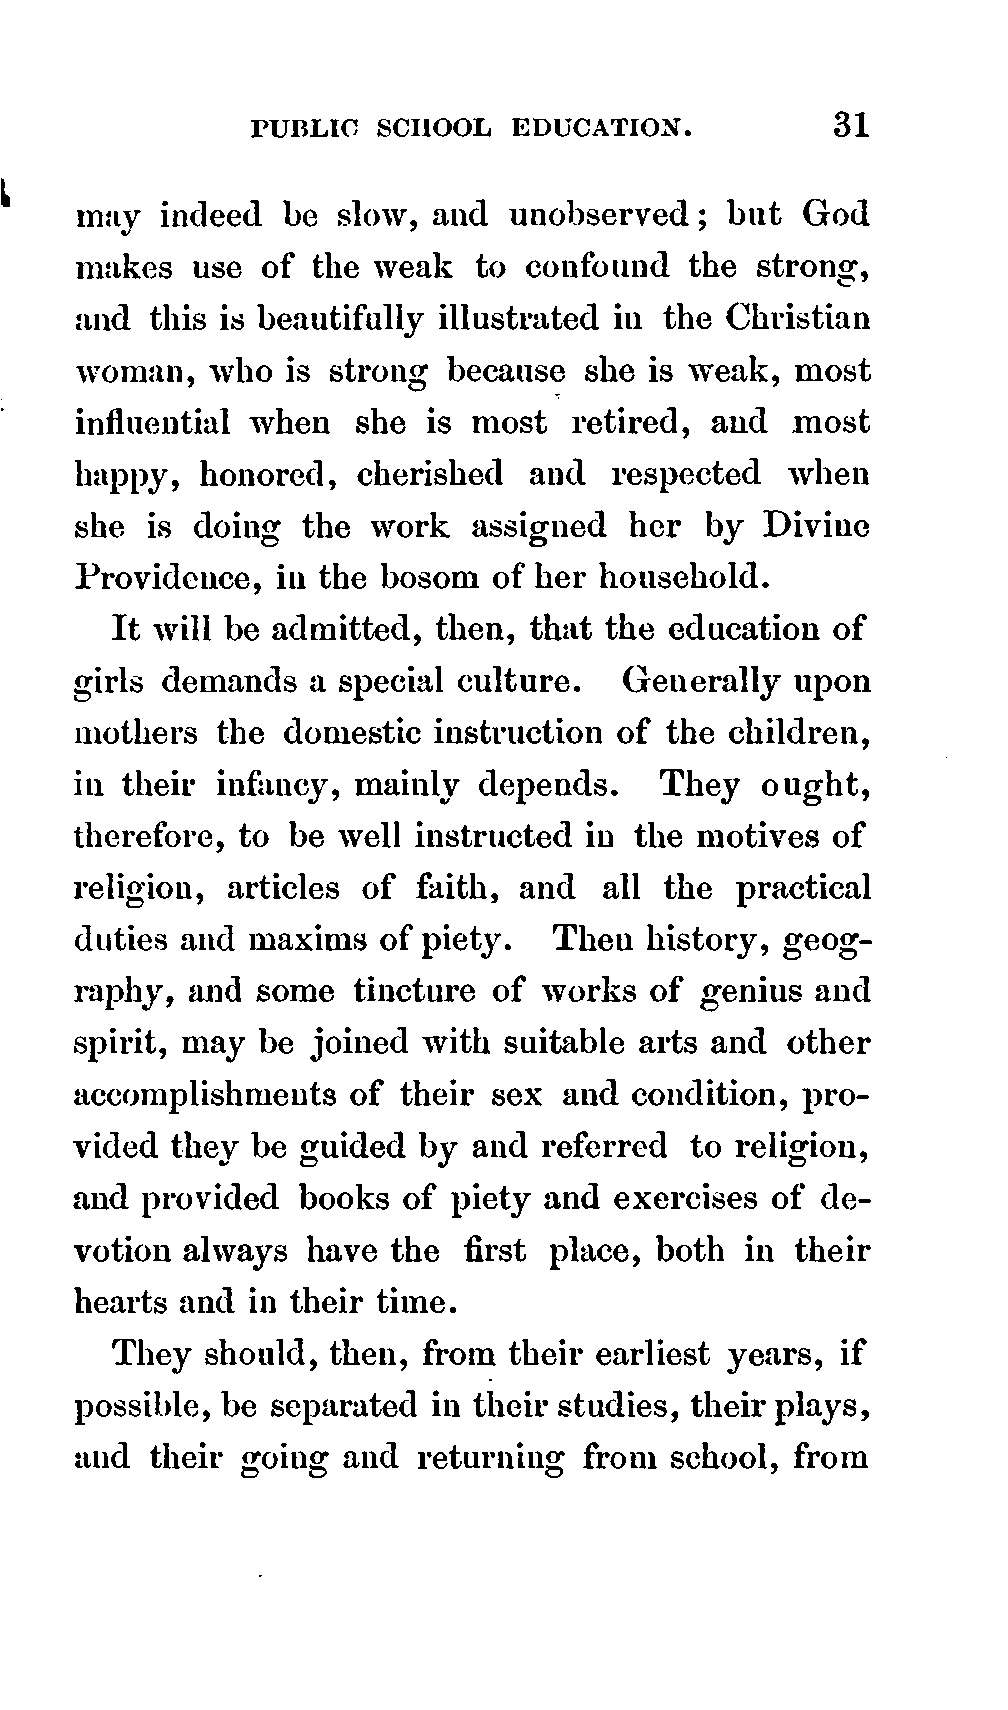 PUBLIC SCHOOL EDUCATION. 31
may indeed be slow, and unobserved; but God
makes use of the weak to confound the strong,
and this is beautifully illustrated in the Christian
woman, who is strong because she is weak, most
influential when she is most retired, and most
happy, honored, cherished and respected when
she is doing the work assigned her by Divine
Providence, in the bosom of her household.
It will be admitted, then, that the education of
girls demands a special culture. Generally upon
mothers the domestic instruction of the children,
in their infancy, mainly depends. They ought,
therefore, to be well instructed in the motives of
religion, articles of faith, and all the practical
duties and maxims of piety. Then history, geog-
raphy, and some tincture of works of genius and
spirit, may be joined with suitable arts and other
accomplishments of their sex and condition, pro-
vided they be guided by and referred to religion,
and provided books of piety and exercises of de-
votion always have the first place, both in their
hearts and in their time.
They should, then, from their earliest years, if
possible, be separated in their studies, their plays,
and their going and returning from school, from